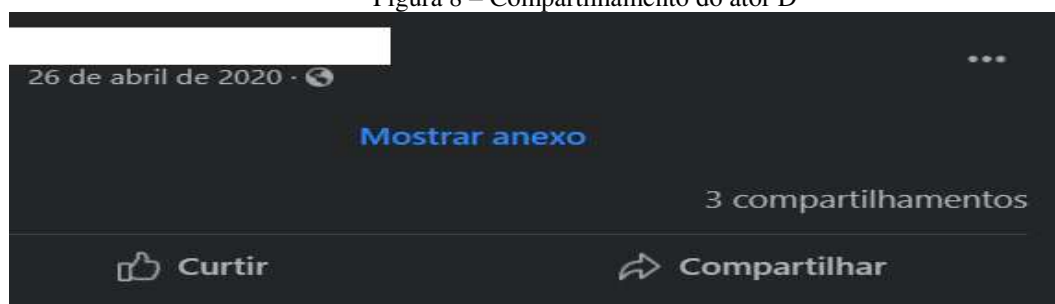 Figura 8 – Compartilhamento do ator D
26 de abril de 2020 ·
Mostrar anexo
3 compartilhamentos
Curtir
Compartilhar